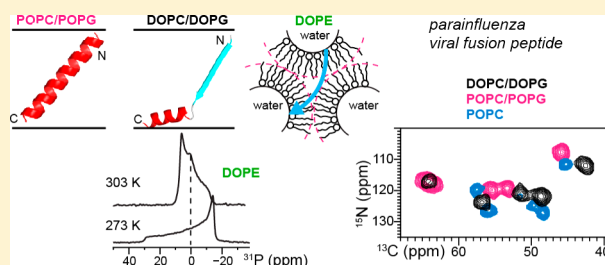 POPC/POPG
N
C
DOPC/DOPG
N
C
DOPE
water
water
water
parainfluenza
viral fusion peptide
DOPC/DOPG
POPC/POPG
POPC
303 K
273 K
DOPE
40 20 0 −20 ³¹P (ppm)
¹⁵N (ppm)
110
120
130
¹³C (ppm) 60 50 40